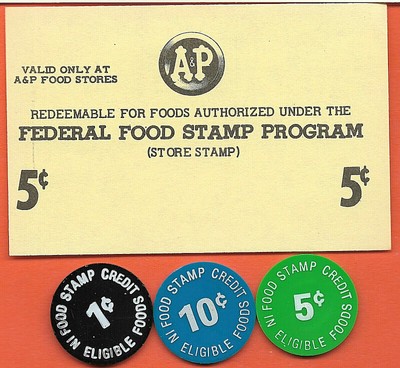 VALID ONLY AT
A&P FOOD STORES
A&P
REDEEMABLE FOR FOODS AUTHORIZED UNDER THE
FEDERAL FOOD STAMP PROGRAM
(STORE STAMP)
5¢
5¢
FOOD STAMP CREDIT
1¢
IN ELIGIBLE FOODS
FOOD STAMP CREDIT
10¢
IN ELIGIBLE FOODS
FOOD STAMP CREDIT
5¢
IN ELIGIBLE FOODS